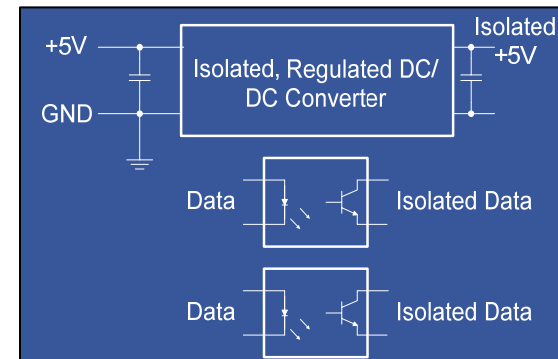 +5V
Isolated, Regulated DC/
DC Converter
Isolated
+5V
GND
Data
Isolated Data
Data
Isolated Data